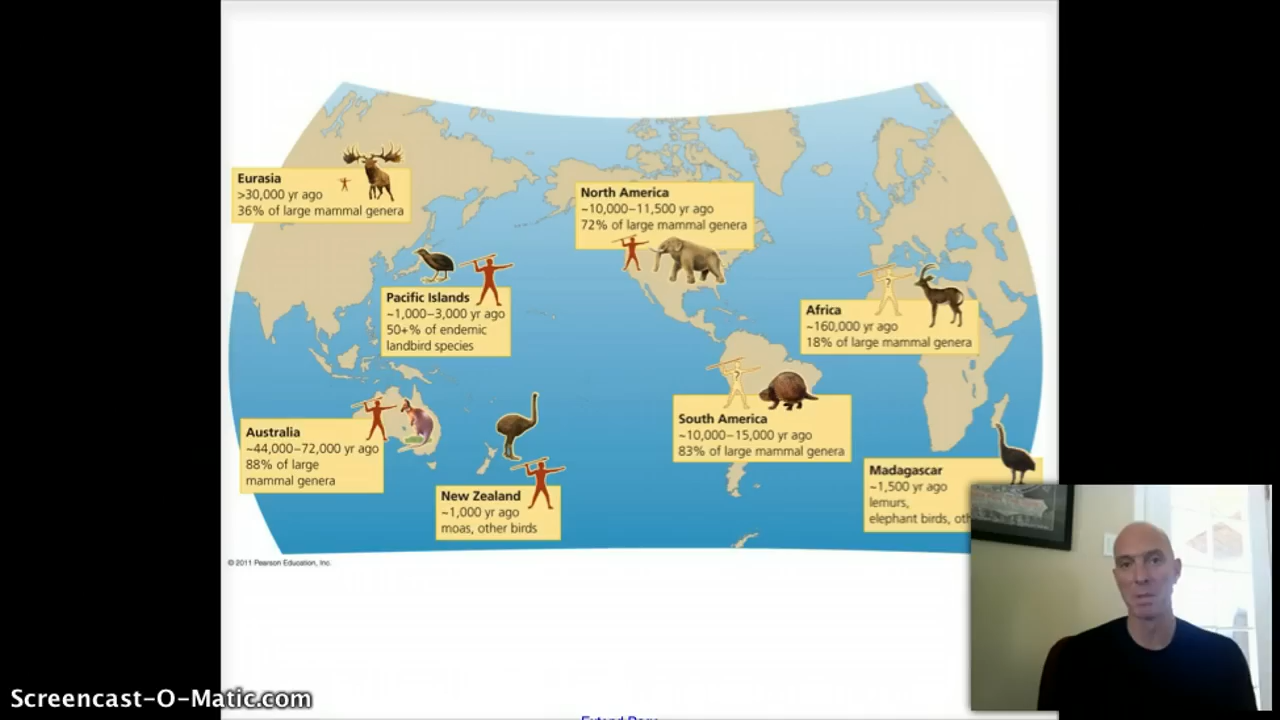 Eurasia
>30,000 yr ago
36% of large mammal genera
North America
~10,000–11,500 yr ago
72% of large mammal genera
Pacific Islands
~1,000–3,000 yr ago
50+% of endemic
landbird species
Africa
~160,000 yr ago
18% of large mammal genera
Australia
~44,000–72,000 yr ago
88% of large
mammal genera
South America
~10,000–15,000 yr ago
83% of large mammal genera
New Zealand
~1,000 yr ago
moas, other birds
Madagascar
~1,500 yr ago
lemurs,
elephant birds, oth
?
?
© 2011 Pearson Education, Inc.
Screencast-O-Matic.com